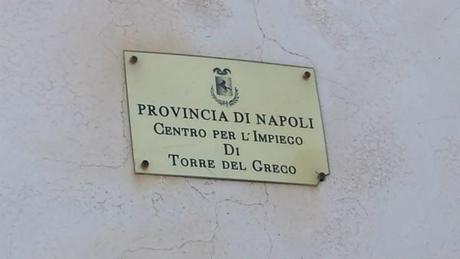 PROVINCIA DI NAPOLI
CENTRO PER L'IMPIEGO
DI
TORRE DEL GRECO